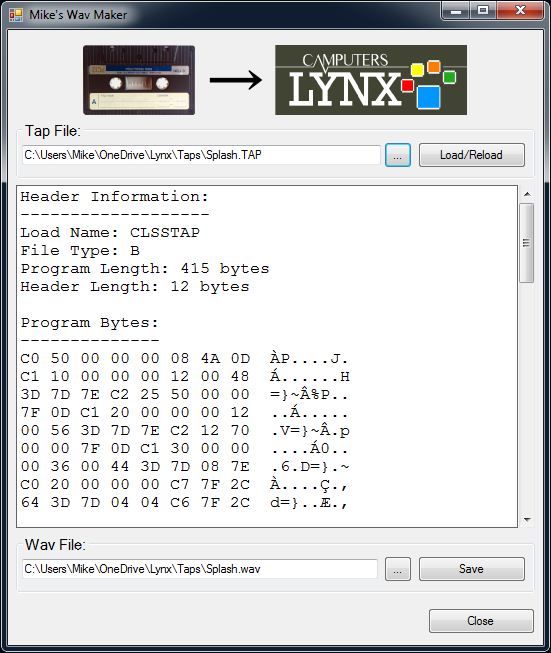 Mike's Wav Maker
CAMPUTERS
LYNX
Tap File:
C:\Users\Mike\OneDrive\Lynx\Taps\Splash.TAP
...
Load/Reload
Header Information:
-------------------
Load Name: CLSSTAP
File Type: B
Program Length: 415 bytes
Header Length: 12 bytes
Program Bytes:
--------------
C0 50 00 00 00 08 4A 0D ÀP....J.
C1 10 00 00 00 12 00 48 Á......H
3D 7D 7E C2 25 50 00 00 =}~Â%P..
7F 0D C1 20 00 00 00 12 ..Á.....
00 56 3D 7D 7E C2 12 70 .V=}~Â.p
00 00 7F 0D C1 30 00 00 ....Á0..
00 36 00 44 3D 7D 08 7E .6.D=}.~
C0 20 00 00 00 C7 7F 2C À....Ç.,
64 3D 7D 04 04 C6 7F 2C d=}..Æ.,
Wav File:
C:\Users\Mike\OneDrive\Lynx\Taps\Splash.wav
...
Save
Close